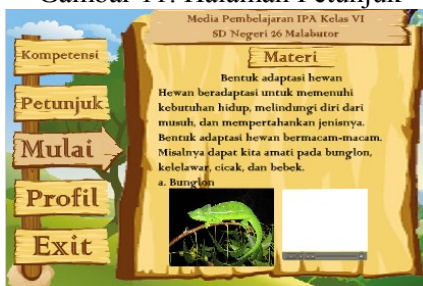 Gambar 11. Halaman Petunjuk
Media Pembelajaran IPA Kelas VI
SD Negeri 26 Malabutor
Kompetensi
Petunjuk
Mulai
Profil
Exit
Materi
Bentuk adaptasi hewan
Hewan beradaptasi untuk memenuhi
kebutuhan hidup, melindungi diri dari
musuh, dan mempertahankan jenisnya.
Bentuk adaptasi hewan bermacam-macam.
Misalnya dapat kita amati pada bunglon,
kelelawar, cicak, dan bebek.
a. Bunglon